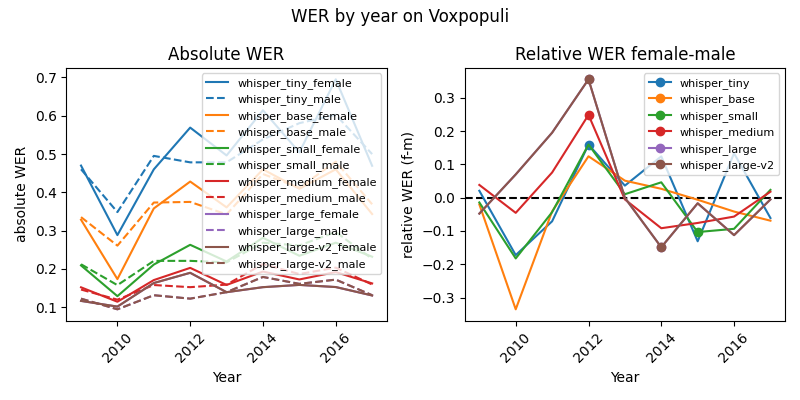 WER by year on Voxpopuli
Absolute WER
absolute WER
0.7
0.6
0.5
0.4
0.3
0.2
0.1
whisper_tiny_female
whisper_tiny_male
whisper_base_female
whisper_base_male
whisper_small_female
whisper_small_male
whisper_medium_female
whisper_medium_male
whisper_large_female
whisper_large_male
whisper_large-v2_female
whisper_large-v2_male
2010
2012
2014
2016
Year
Relative WER female-male
relative WER (f-m)
0.3
0.2
0.1
0.0
−0.1
−0.2
−0.3
whisper_tiny
whisper_base
whisper_small
whisper_medium
whisper_large
whisper_large-v2
2010
2012
2014
2016
Year